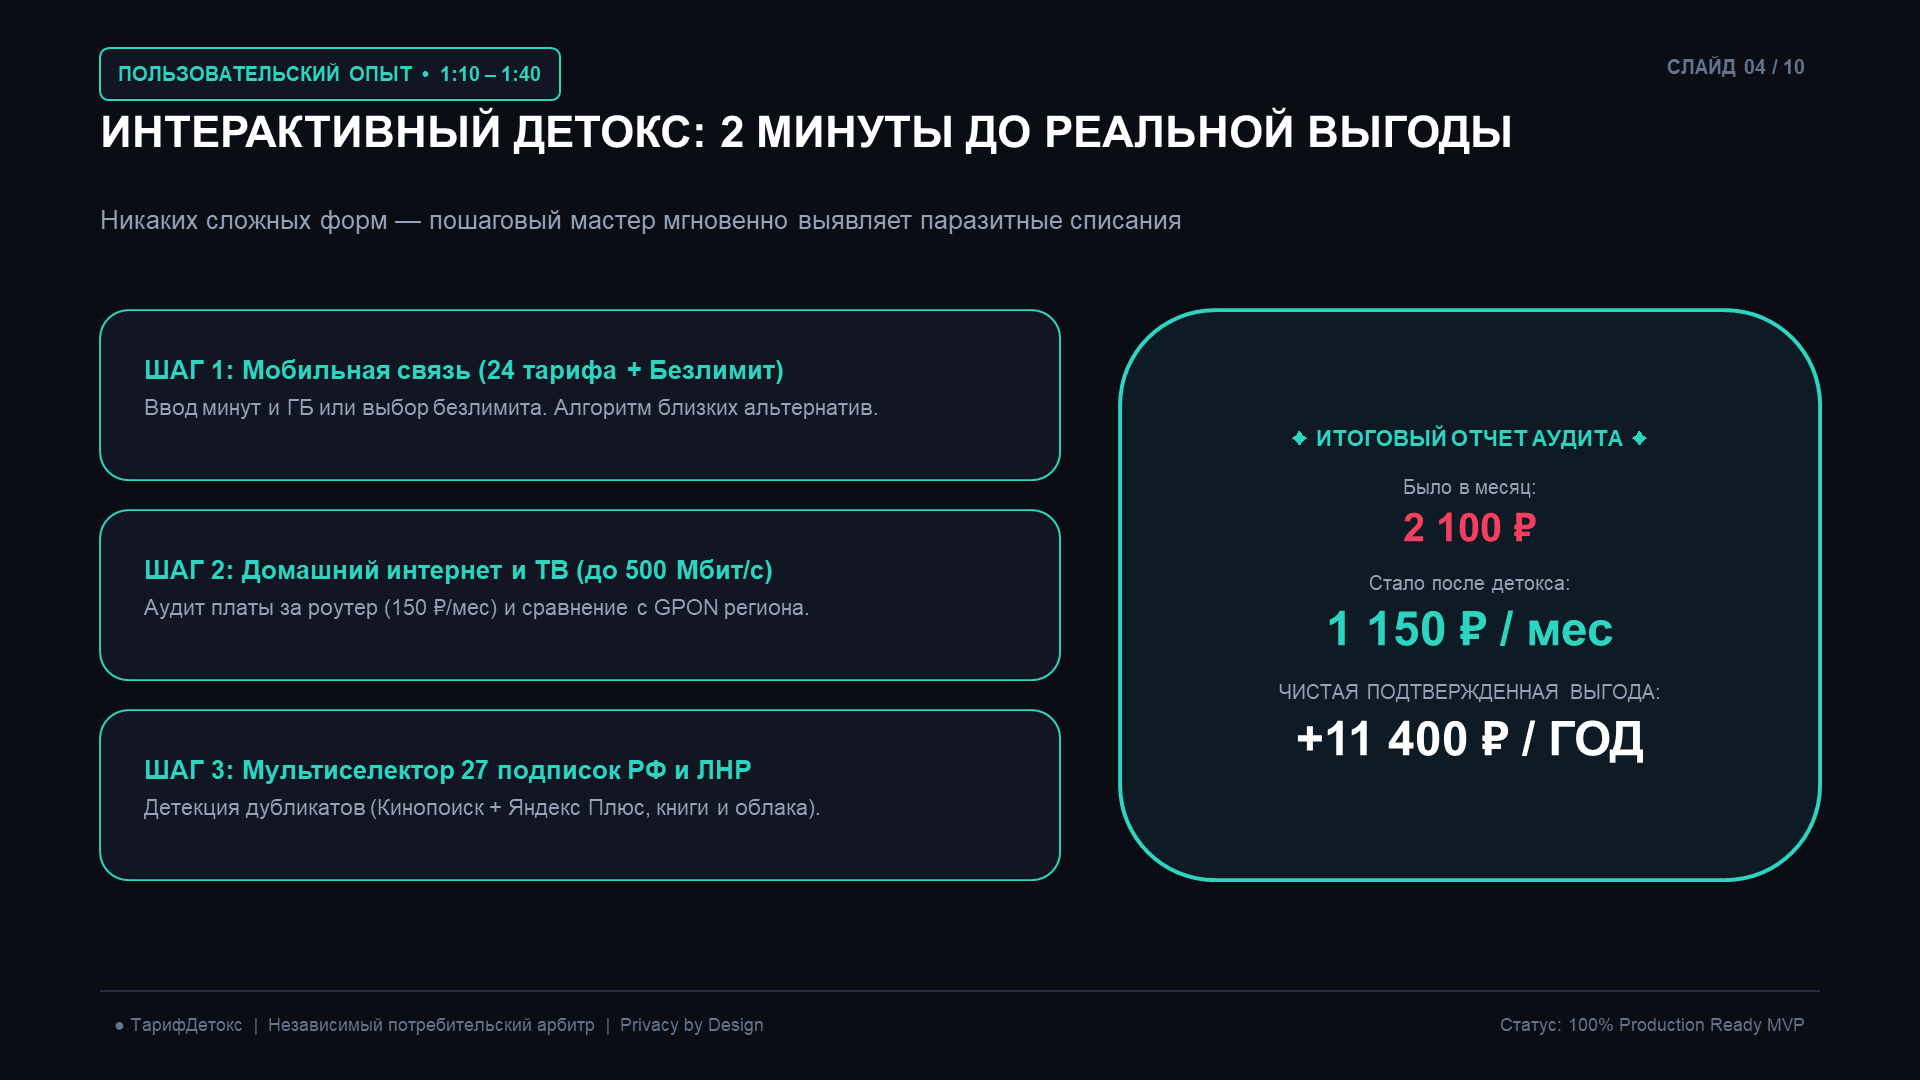 ПОЛЬЗОВАТЕЛЬСКИЙ ОПЫТ • 1:10 – 1:40
СЛАЙД 04 / 10
ИНТЕРАКТИВНЫЙ ДЕТОКС: 2 МИНУТЫ ДО РЕАЛЬНОЙ ВЫГОДЫ
Никаких сложных форм — пошаговый мастер мгновенно выявляет паразитные списания
ШАГ 1: Мобильная связь (24 тарифа + Безлимит)
Ввод минут и ГБ или выбор безлимита. Алгоритм близких альтернатив.
ШАГ 2: Домашний интернет и ТВ (до 500 Мбит/с)
Аудит платы за роутер (150 ₽/мес) и сравнение с GPON региона.
ШАГ 3: Мультиселектор 27 подписок РФ и ЛНР
Детекция дубликатов (Кинопоиск + Яндекс Плюс, книги и облака).
❖ ИТОГОВЫЙ ОТЧЕТ АУДИТА ❖
Было в месяц:
2 100 ₽
Стало после детокса:
1 150 ₽ / мес
ЧИСТАЯ ПОДТВЕРЖДЕННАЯ ВЫГОДА:
+11 400 ₽ / ГОД
● ТарифДетокс | Независимый потребительский арбитр | Privacy by Design
Статус: 100% Production Ready MVP